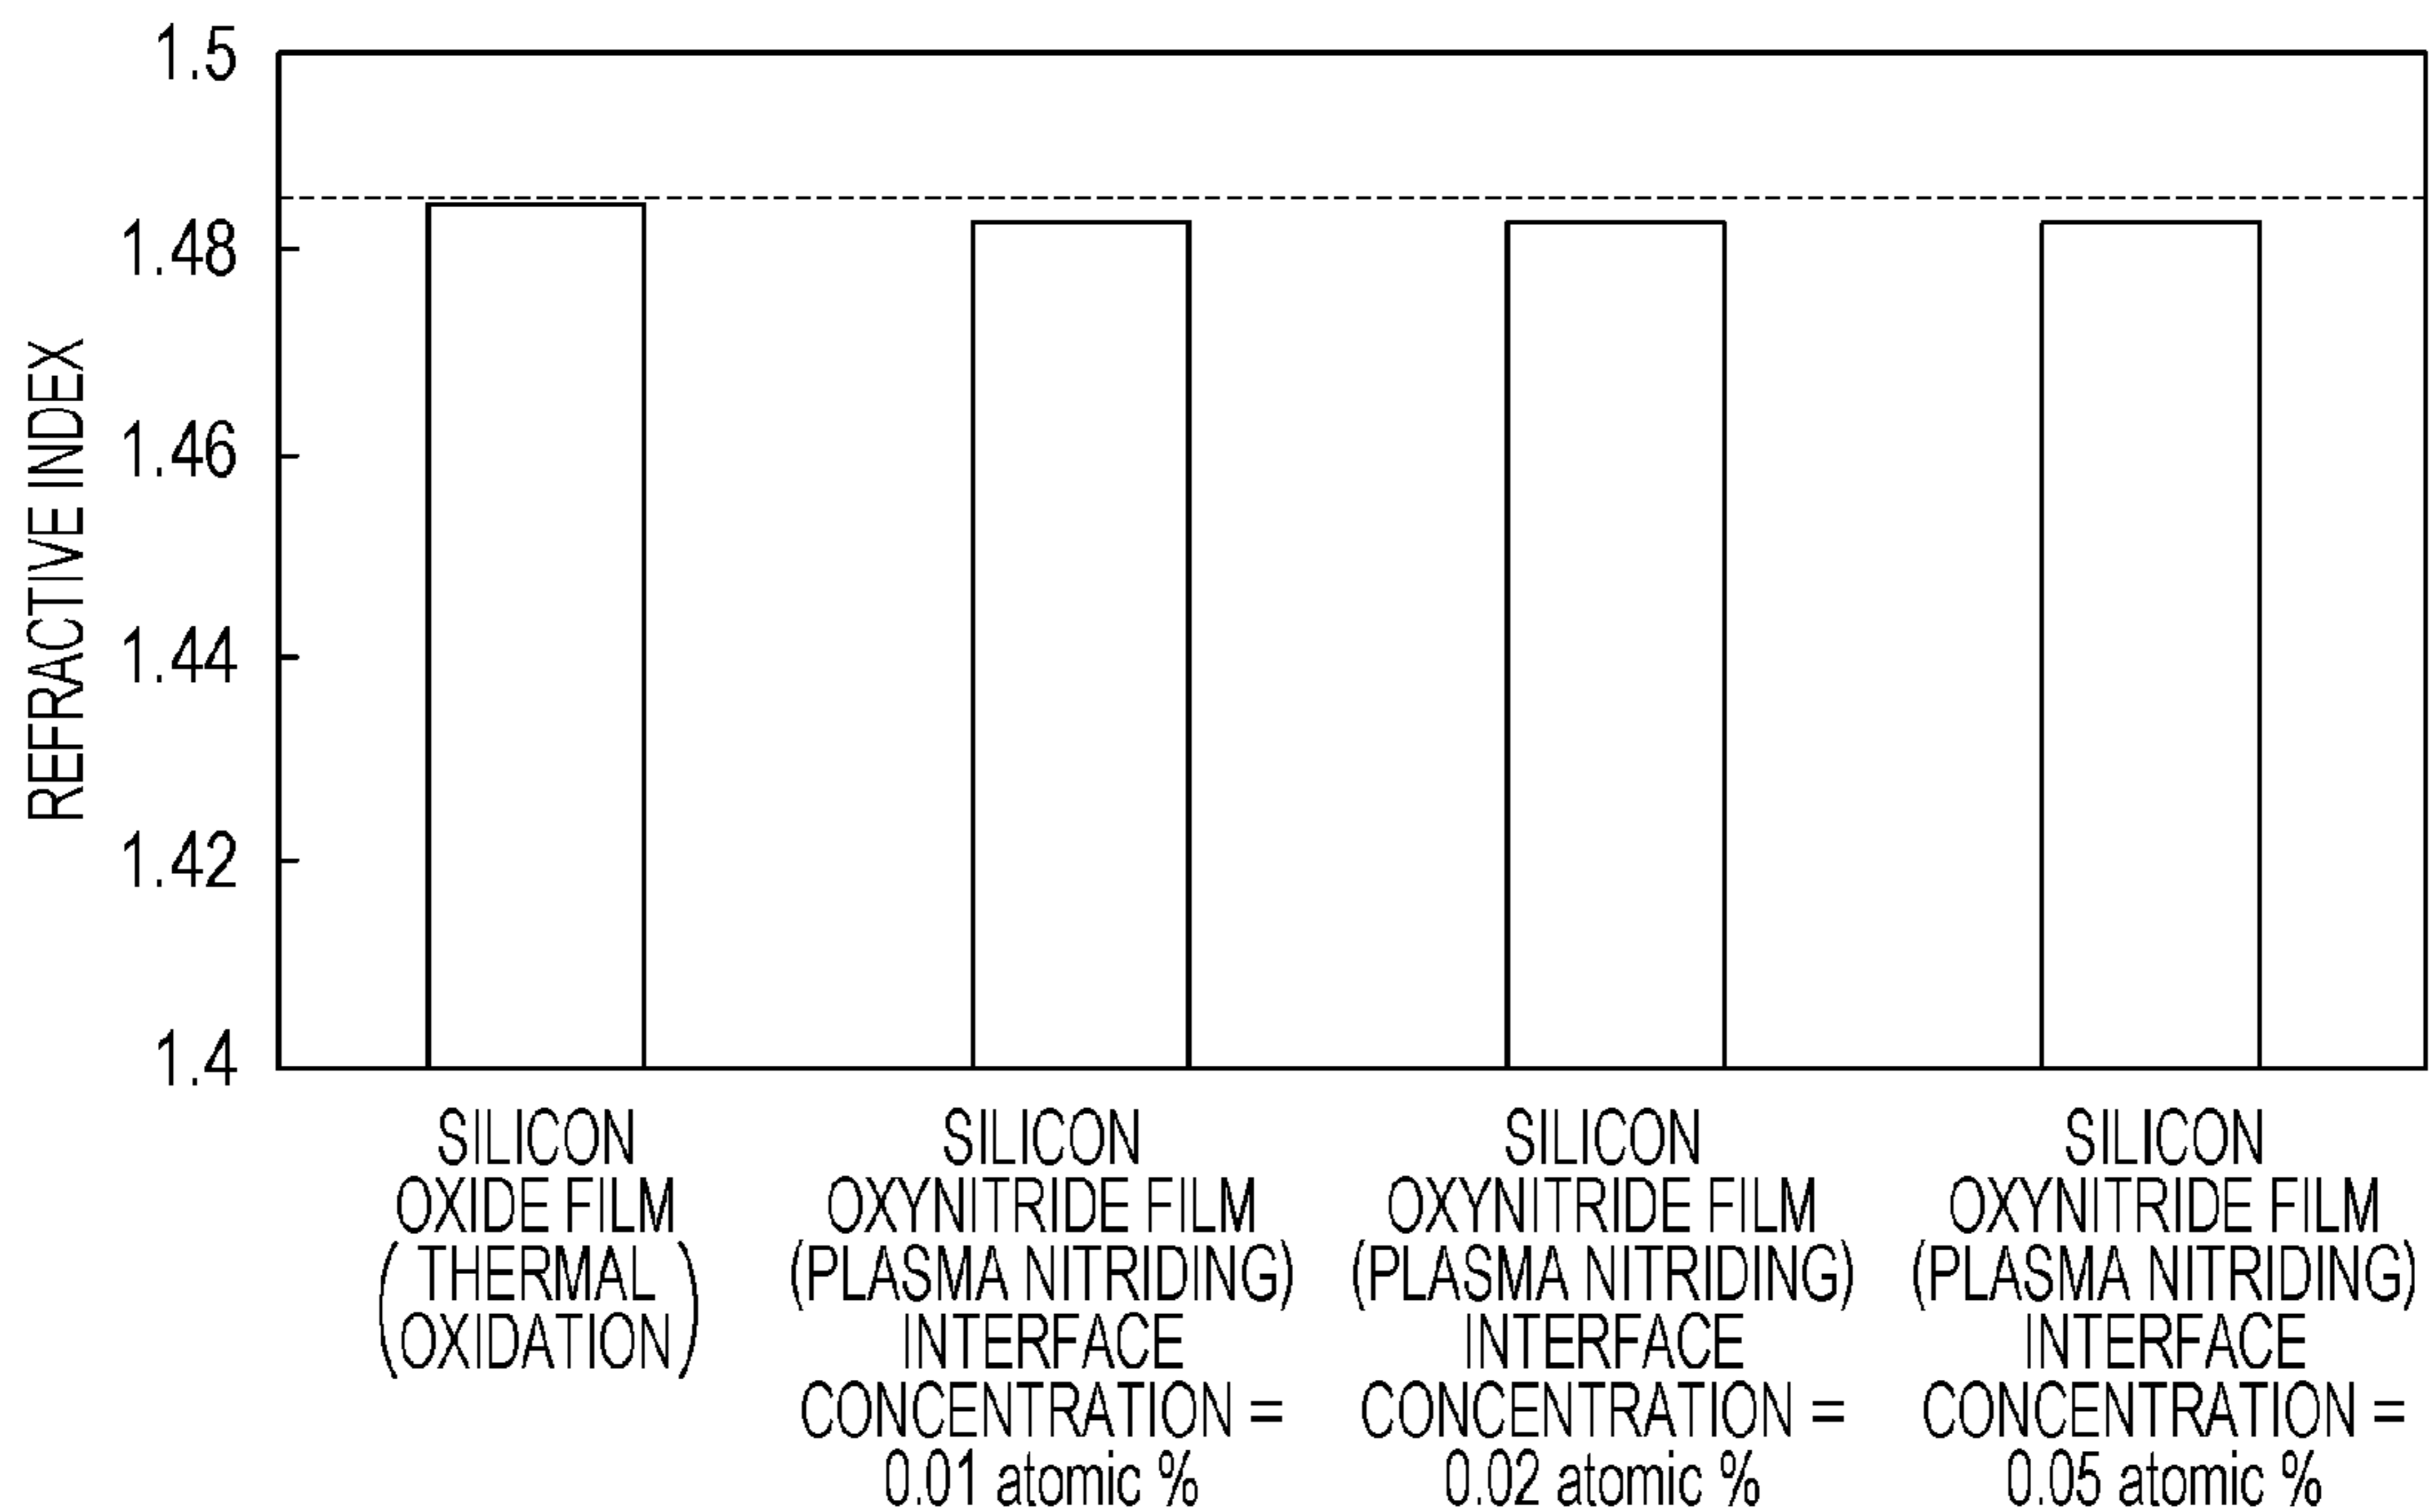 1.5
1.48
1.46
1.44
1.42
1.4
REFRACTIVE INDEX
SILICON
OXIDE FILM
(THERMAL
OXIDATION)
SILICON
OXYNITRIDE FILM
(PLASMA NITRIDING)
INTERFACE
CONCENTRATION =
0.01 atomic %
SILICON
OXYNITRIDE FILM
(PLASMA NITRIDING)
INTERFACE
CONCENTRATION =
0.02 atomic %
SILICON
OXYNITRIDE FILM
(PLASMA NITRIDING)
INTERFACE
CONCENTRATION =
0.05 atomic %